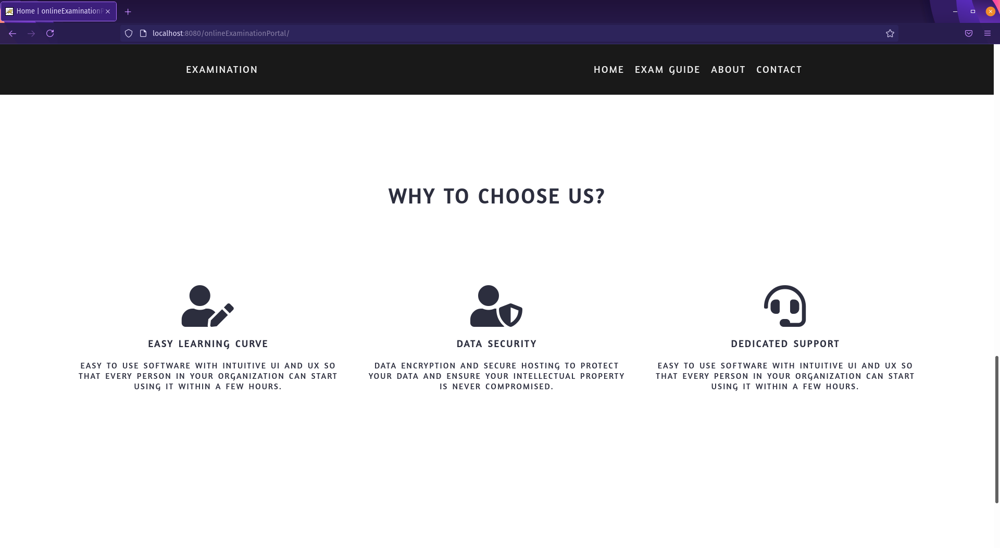 Home | onlineExaminationP
localhost:8080/onlineExaminationPortal/
EXAMINATION
HOME EXAM GUIDE ABOUT CONTACT
WHY TO CHOOSE US?
EASY LEARNING CURVE
EASY TO USE SOFTWARE WITH INTUITIVE UI AND UX SO
THAT EVERY PERSON IN YOUR ORGANIZATION CAN START
USING IT WITHIN A FEW HOURS.
DATA SECURITY
DATA ENCRYPTION AND SECURE HOSTING TO PROTECT
YOUR DATA AND ENSURE YOUR INTELLECTUAL PROPERTY
IS NEVER COMPROMISED.
DEDICATED SUPPORT
EASY TO USE SOFTWARE WITH INTUITIVE UI AND UX SO
THAT EVERY PERSON IN YOUR ORGANIZATION CAN START
USING IT WITHIN A FEW HOURS.